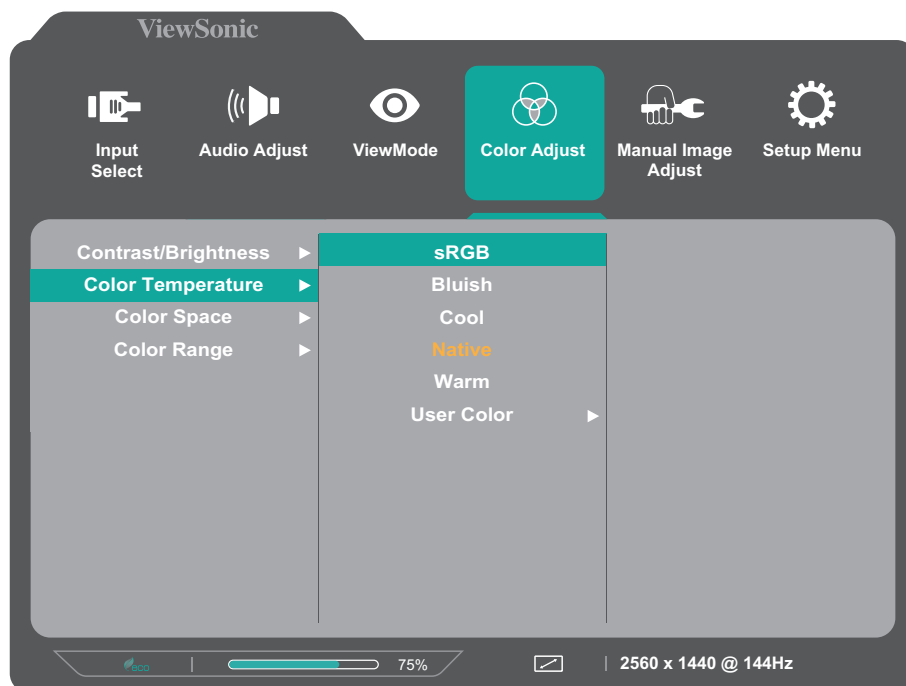 ViewSonic
Input Select
Audio Adjust
ViewMode
Color Adjust
Manual Image Adjust
Setup Menu
Contrast/Brightness
Color Temperature
Color Space
Color Range
sRGB
Bluish
Cool
Native
Warm
User Color
eco
75%
2560 x 1440 @ 144Hz